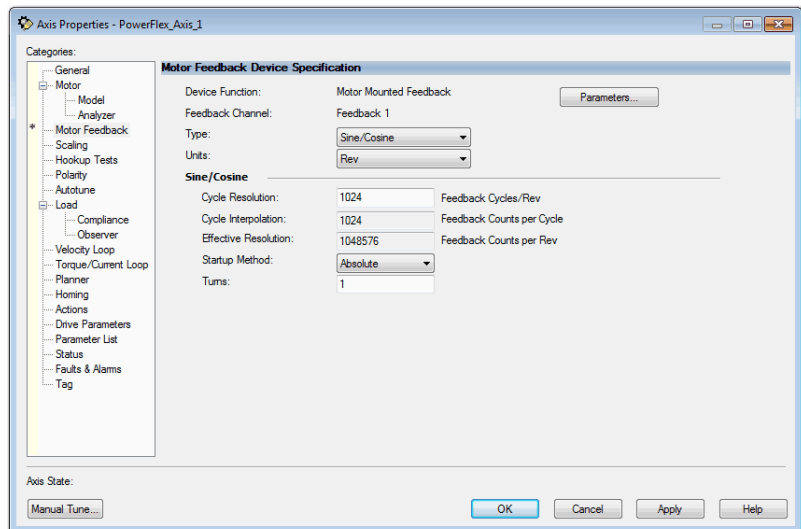 Axis Properties - PowerFlex_Axis_1
Categories:
General
Motor
Model
Analyzer
* Motor Feedback
Scaling
Hookup Tests
Polarity
Autotune
Load
Compliance
Observer
Velocity Loop
Torque/Current Loop
Planner
Homing
Actions
Drive Parameters
Parameter List
Status
Faults & Alarms
Tag
Motor Feedback Device Specification
Device Function: Motor Mounted Feedback Parameters...
Feedback Channel: Feedback 1
Type: Sine/Cosine
Units: Rev
Sine/Cosine
Cycle Resolution: 1024 Feedback Cycles/Rev
Cycle Interpolation: 1024 Feedback Counts per Cycle
Effective Resolution: 1048576 Feedback Counts per Rev
Startup Method: Absolute
Turns: 1
Axis State:
Manual Tune... OK Cancel Apply Help